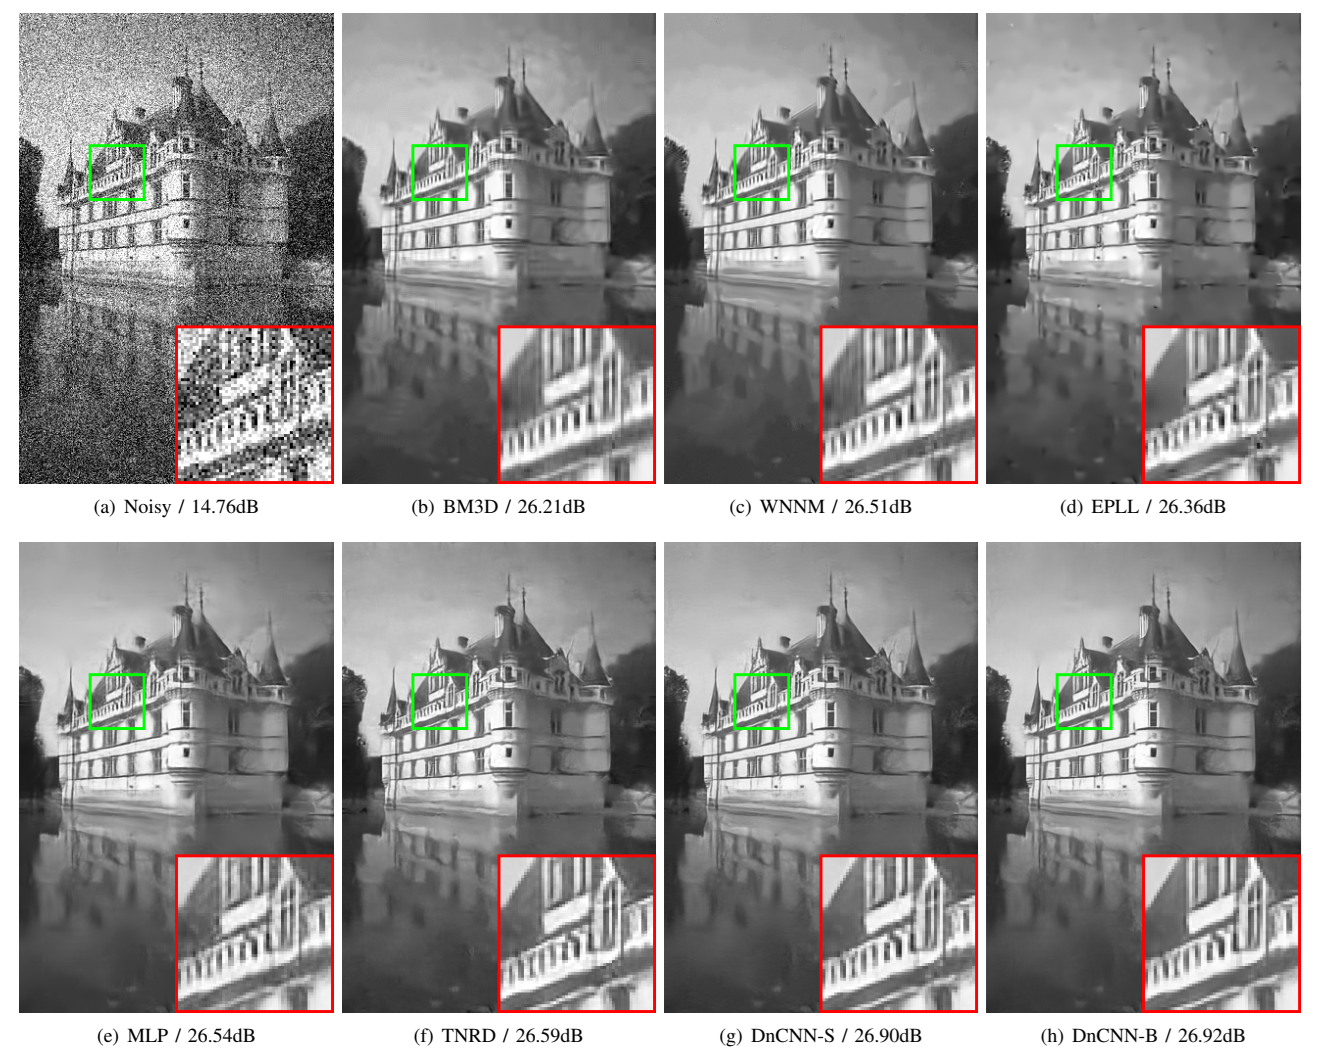 (a) Noisy / 14.76dB
(b) BM3D / 26.21dB
(c) WNNM / 26.51dB
(d) EPLL / 26.36dB
(e) MLP / 26.54dB
(f) TNRD / 26.59dB
(g) DnCNN-S / 26.90dB
(h) DnCNN-B / 26.92dB